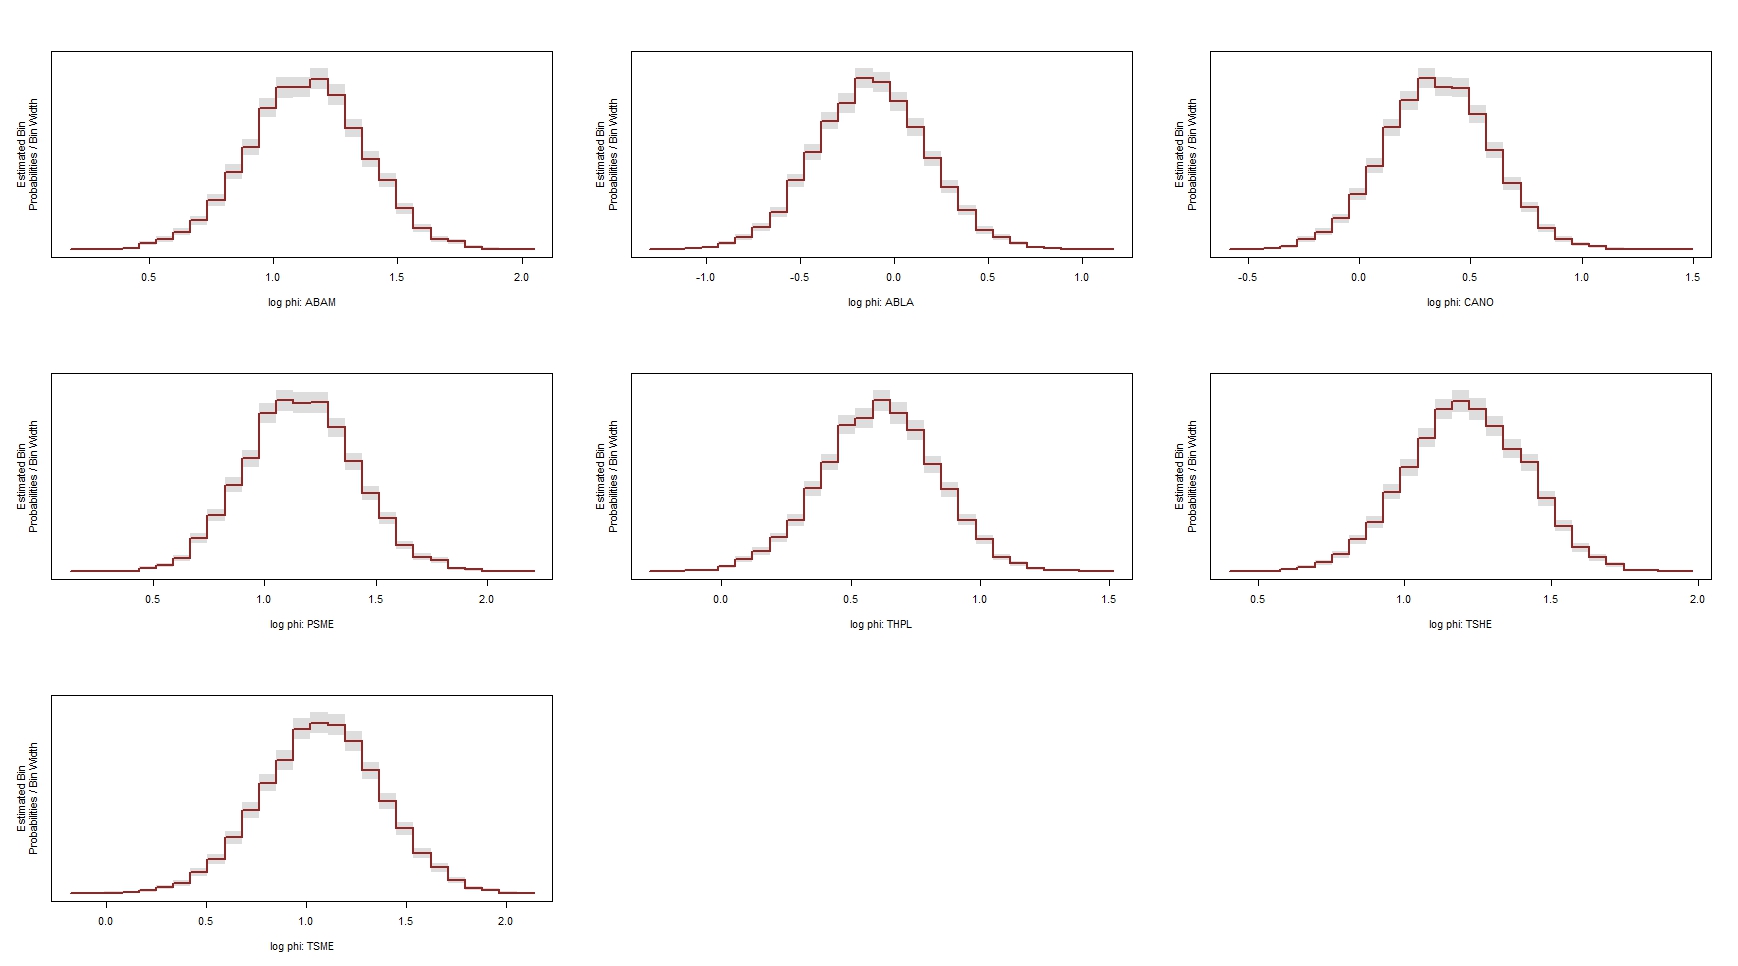 Estimated Bin
Probabilities / Bin Width
0.5 1.0 1.5 2.0
log phi: ABAM
Estimated Bin
Probabilities / Bin Width
-1.0 -0.5 0.0 0.5 1.0
log phi: ABLA
Estimated Bin
Probabilities / Bin Width
-0.5 0.0 0.5 1.0 1.5
log phi: CANO
Estimated Bin
Probabilities / Bin Width
0.5 1.0 1.5 2.0
log phi: PSME
Estimated Bin
Probabilities / Bin Width
0.0 0.5 1.0 1.5
log phi: THPL
Estimated Bin
Probabilities / Bin Width
0.5 1.0 1.5 2.0
log phi: TSHE
Estimated Bin
Probabilities / Bin Width
0.0 0.5 1.0 1.5 2.0
log phi: TSME